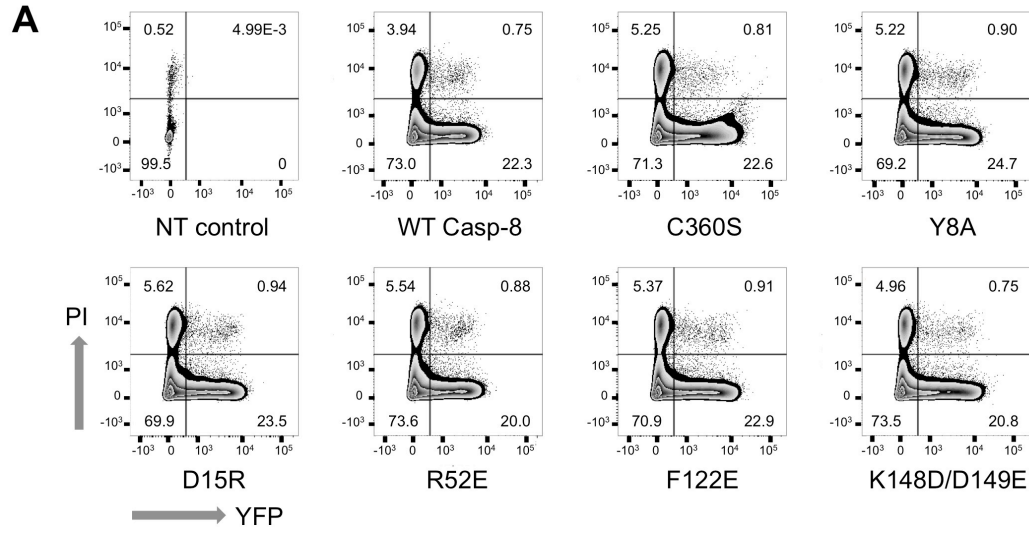 A
10⁵ 0.52 4.99E-3
10⁴
10³
0
-10³ 99.5 0
-10³ 0 10³ 10⁴ 10⁵
NT control
10⁵ 3.94 0.75
10⁴
10³
0
-10³ 73.0 22.3
-10³ 0 10³ 10⁴ 10⁵
WT Casp-8
10⁵ 5.25 0.81
10⁴
10³
0
-10³ 71.3 22.6
-10³ 0 10³ 10⁴ 10⁵
C360S
10⁵ 5.22 0.90
10⁴
10³
0
-10³ 69.2 24.7
-10³ 0 10³ 10⁴ 10⁵
Y8A
PI
10⁵ 5.62 0.94
10⁴
10³
0
-10³ 69.9 23.5
-10³ 0 10³ 10⁴ 10⁵
D15R
10⁵ 5.54 0.88
10⁴
10³
0
-10³ 73.6 20.0
-10³ 0 10³ 10⁴ 10⁵
R52E
10⁵ 5.37 0.91
10⁴
10³
0
-10³ 70.9 22.9
-10³ 0 10³ 10⁴ 10⁵
F122E
10⁵ 4.96 0.75
10⁴
10³
0
-10³ 73.5 20.8
-10³ 0 10³ 10⁴ 10⁵
K148D/D149E
YFP